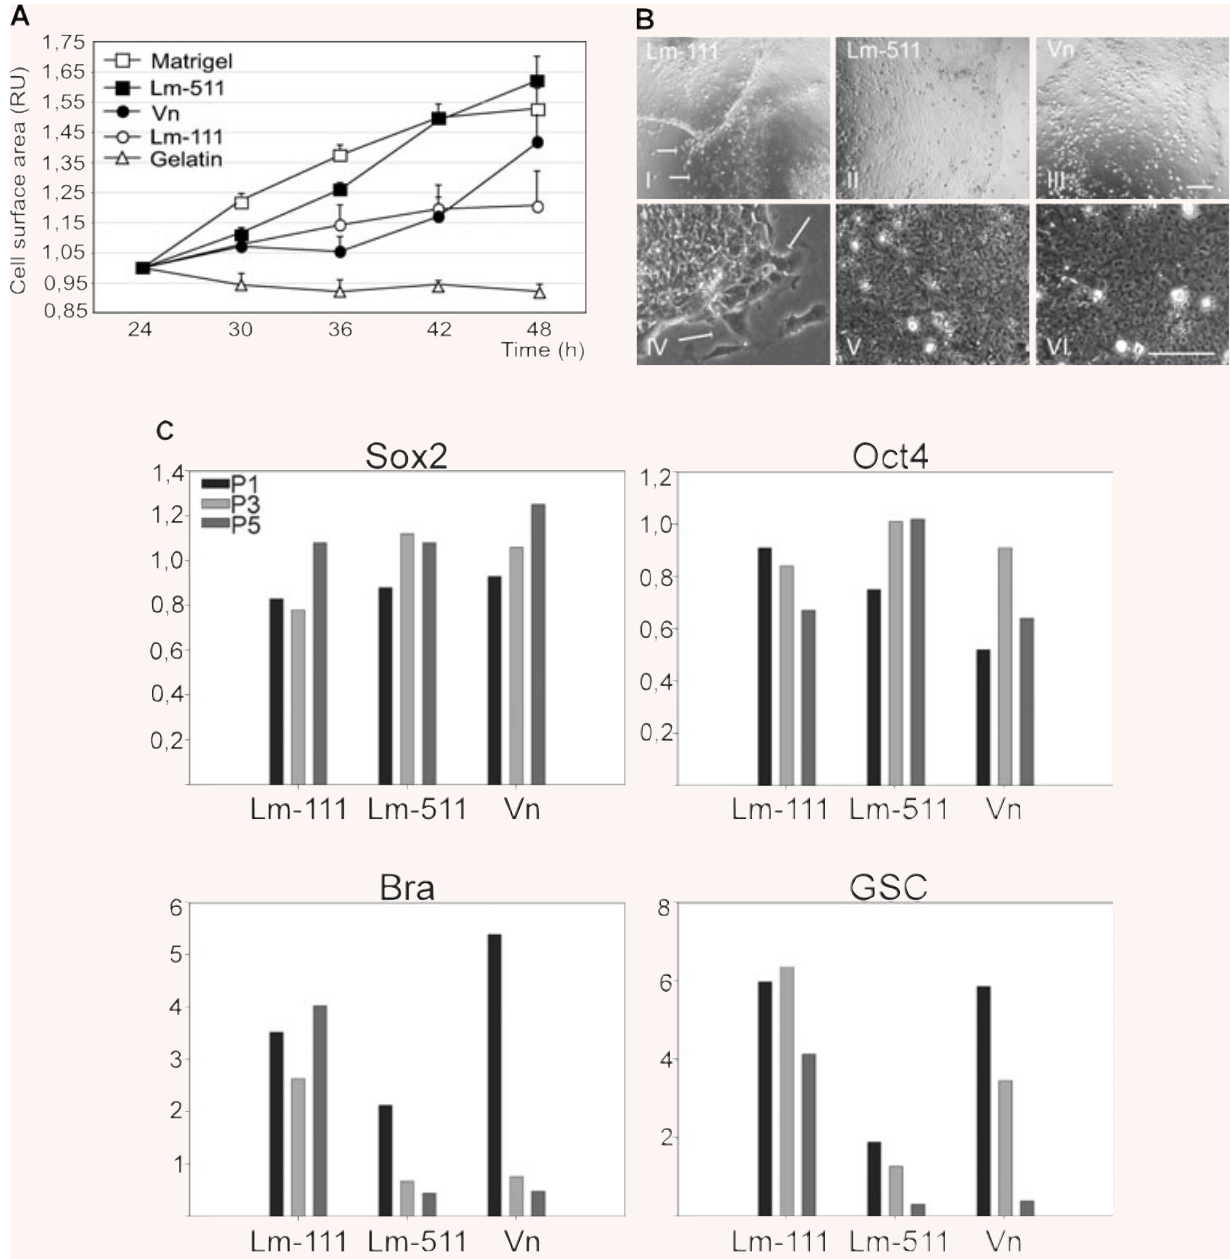 A
1,75
1,65
1,55
1,45
1,35
1,25
1,15
1,05
0,95
0,85
Cell surface area (RU)
Matrigel
Lm-511
Vn
Lm-111
Gelatin
24 30 36 42 48
Time (h)
B
Lm-111 Lm-511 Vn
I II III
IV V VI
C
Sox2
1,4
1,2
1,0
0,8
0,6
0,4
0,2
P1
P3
P5
Lm-111 Lm-511 Vn
Oct4
1,2
1,0
0,8
0,6
0,4
0,2
Lm-111 Lm-511 Vn
Bra
6
5
4
3
2
1
Lm-111 Lm-511 Vn
GSC
8
6
4
2
Lm-111 Lm-511 Vn